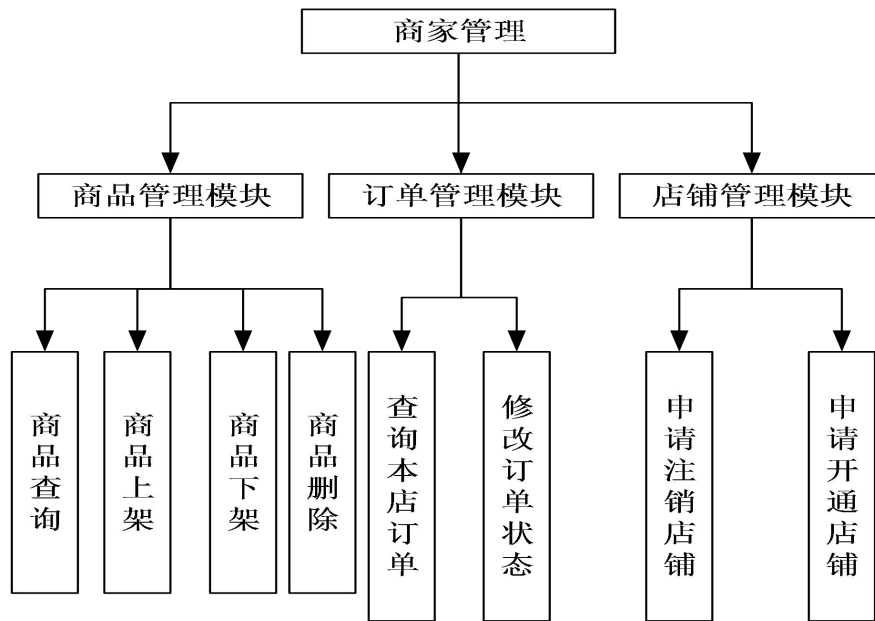 商家管理
商品管理模块
订单管理模块
店铺管理模块
商品查询
商品上架
商品下架
商品删除
查询本店订单
修改订单状态
申请注销店铺
申请开通店铺